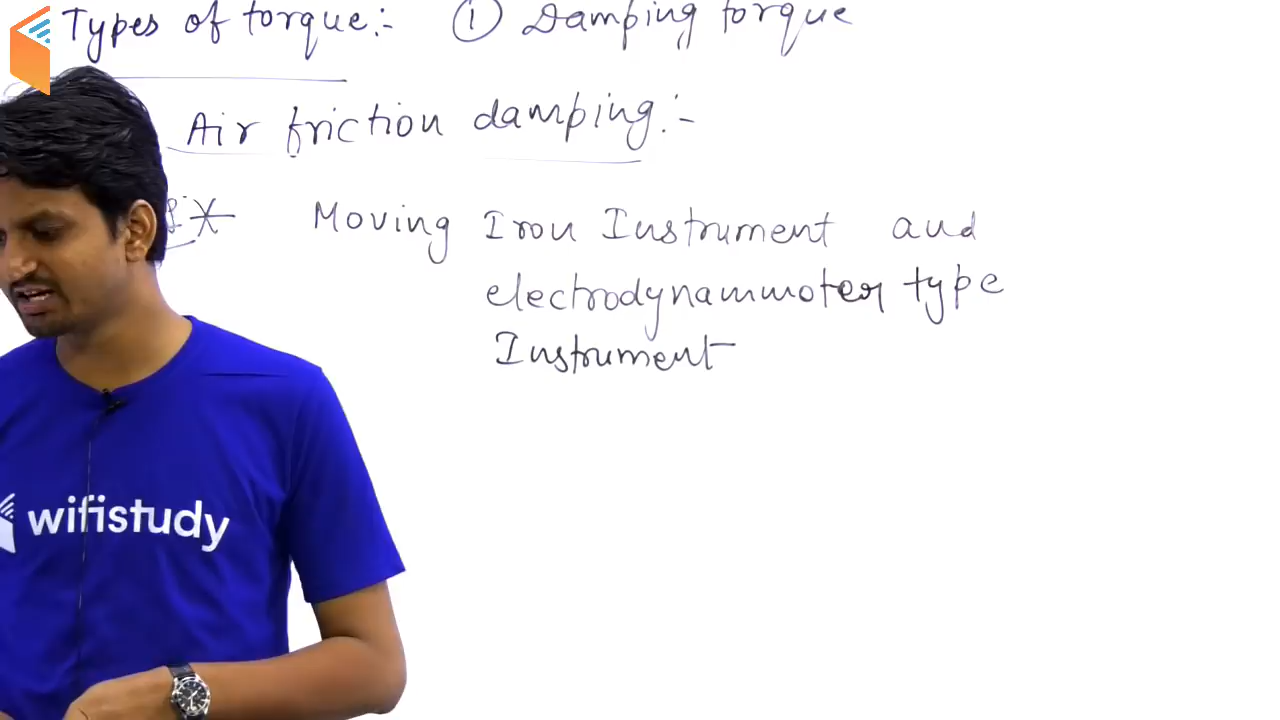 Types of torque:- ① Damping torque
Air friction damping:-
Moving Iron Instrument and
electrodynammoter type
Instrument
wifistudy